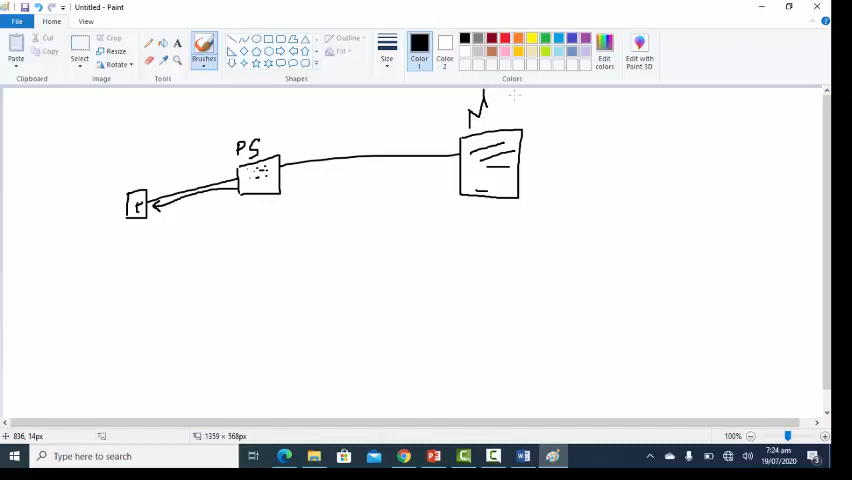 Untitled - Paint
File
Home
View
Paste
Cut
Copy
Clipboard
Select
Crop
Resize
Rotate
Image
A
Tools
Brushes
Shapes
Outline
Fill
Size
Color
1
Color
2
Edit
colors
Edit with
Paint 3D
Colors
N
PS
r
836, 14px
1359 × 568px
100%
Type here to search
7:24 am
19/07/2020
3